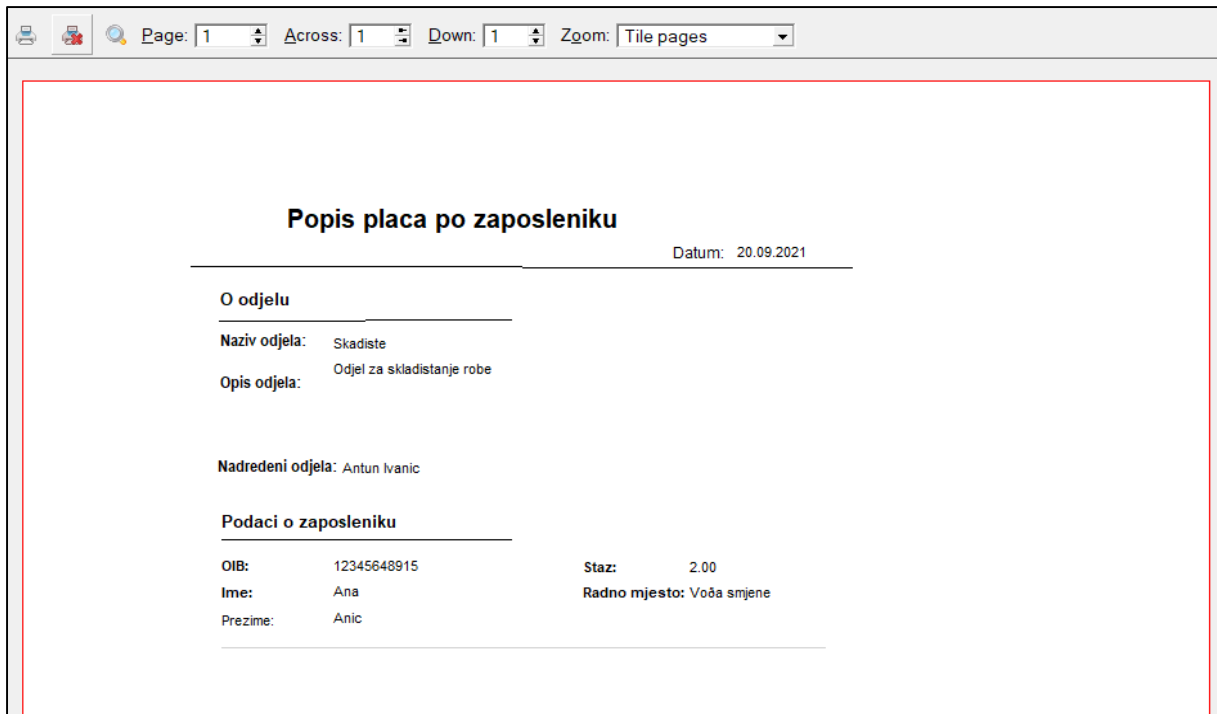 Page: 1 Across: 1 Down: 1 Zoom: Tile pages
Popis placa po zaposleniku
Datum: 20.09.2021
O odjelu
Naziv odjela: Skadiste
Opis odjela: Odjel za skladistanje robe
Nadredeni odjela: Antun Ivanic
Podaci o zaposleniku
OIB: 12345648915 Staz: 2.00
Ime: Ana Radno mjesto: Voða smjene
Prezime: Anic